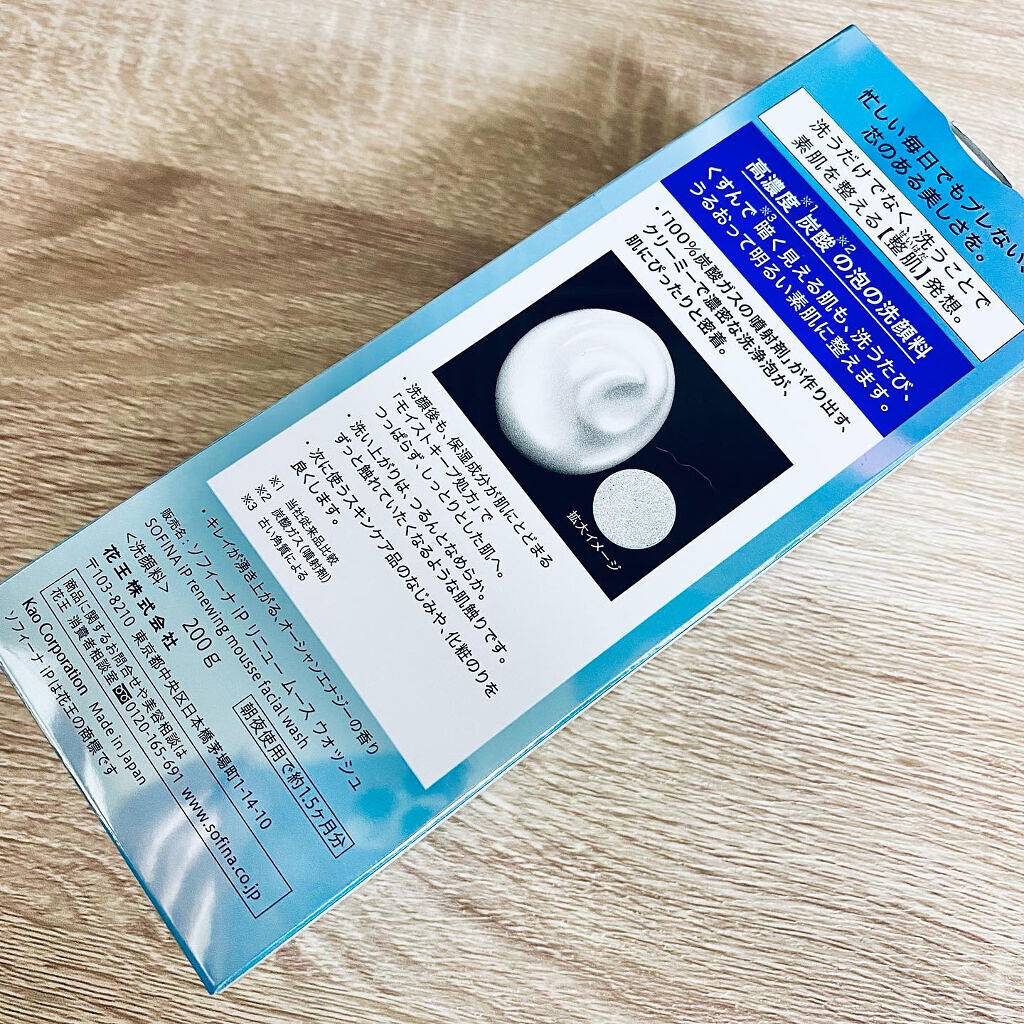 忙しい毎日でもブレない、
芯のある美しさを。
洗うだけでなく、洗うことで
素肌を整える【整肌】発想。
高濃度※1炭酸※2の泡の洗顔料
くすんで※3暗く見える肌も、洗うたび、
うるおって明るい素肌に整えます。
・「100%炭酸ガスの噴射剤」が作り出す、
クリーミーで濃密な洗浄泡が、
肌にぴったりと密着。
拡大イメージ
・洗顔後も、保湿成分が肌にとどまる
「モイストキープ処方」で
つっぱらず、しっとりとした肌へ。
・洗い上がりは、つるんとなめらか。
ずっと触れていたくなるような肌触りです。
・次に使うスキンケア品のなじみや、化粧のりを
良くします。
※1 当社従来品比較
※2 炭酸ガス(噴射剤)
※3 古い角質による
・キレイが湧き上がる、オーシャンエナジーの香り
販売名:ソフィーナ iP リニュー ムース ウォッシュ
SOFINA iP renewing mousse facial wash
<洗顔料> 200g
朝夜使用で約1.5ヶ月分
花王株式会社
〒103-8210 東京都中央区日本橋茅場町1-14-10
商品に関するお問合せや美容相談は
花王 消費者相談室 0120-165-691 www.sofina.co.jp
Kao Corporation Made in Japan
ソフィーナ iPは花王の商標です